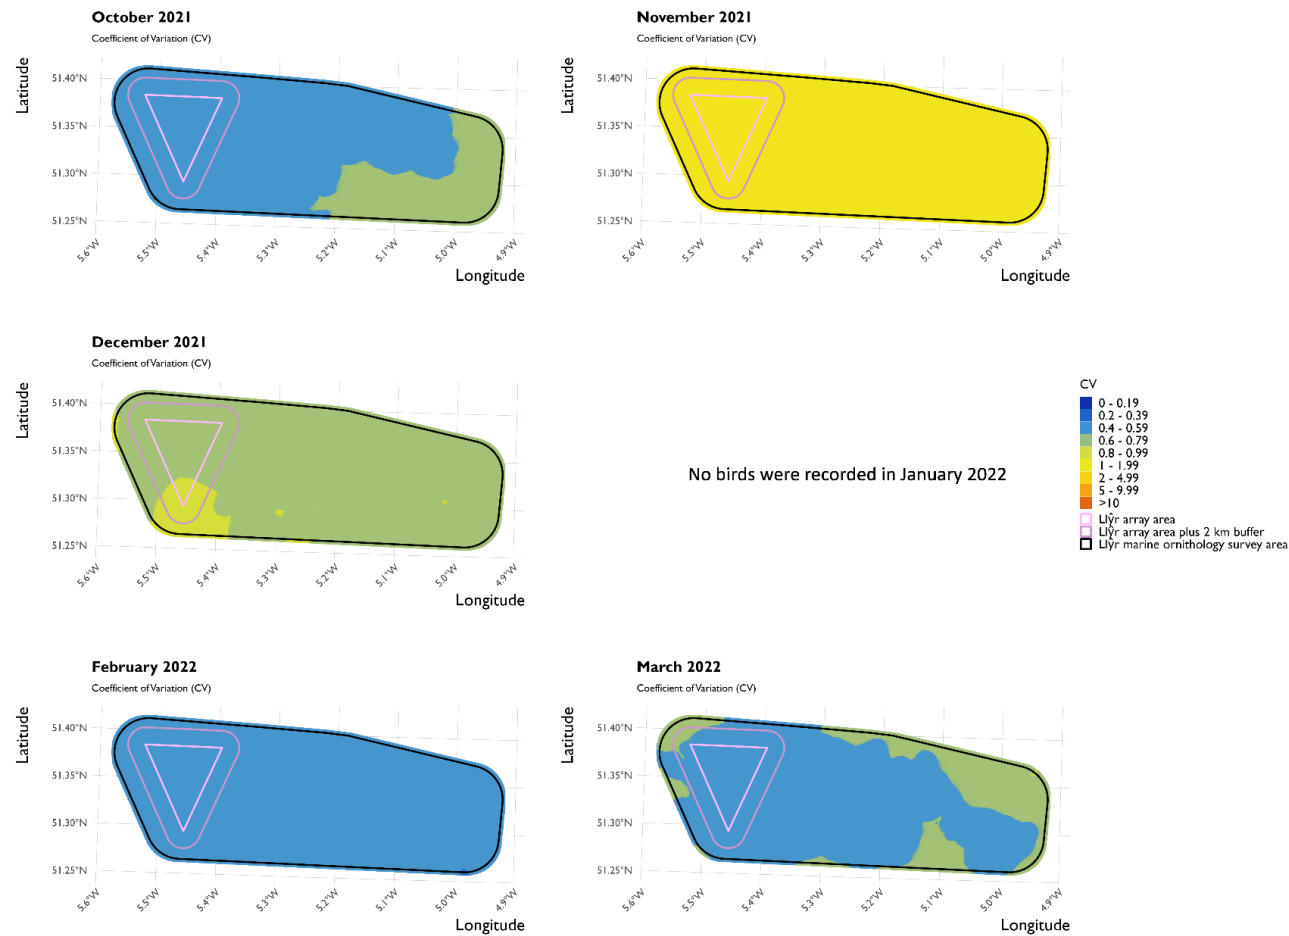 October 2021
Coefficient of Variation (CV)
Latitude
51.40°N
51.35°N
51.30°N
51.25°N
5.6°W
5.5°W
5.4°W
5.3°W
5.2°W
5.1°W
5.0°W
4.9°W
Longitude
November 2021
Coefficient of Variation (CV)
Latitude
51.40°N
51.35°N
51.30°N
51.25°N
5.6°W
5.5°W
5.4°W
5.3°W
5.2°W
5.1°W
5.0°W
4.9°W
Longitude
December 2021
Coefficient of Variation (CV)
Latitude
51.40°N
51.35°N
51.30°N
51.25°N
5.6°W
5.5°W
5.4°W
5.3°W
5.2°W
5.1°W
5.0°W
4.9°W
Longitude
No birds were recorded in January 2022
CV
0 - 0.19
0.2 - 0.39
0.4 - 0.59
0.6 - 0.79
0.8 - 0.99
1 - 1.99
2 - 4.99
5 - 9.99
>10
Llŷr array area
Llŷr array area plus 2 km buffer
Llŷr marine ornithology survey area
February 2022
Coefficient of Variation (CV)
Latitude
51.40°N
51.35°N
51.30°N
51.25°N
5.6°W
5.5°W
5.4°W
5.3°W
5.2°W
5.1°W
5.0°W
4.9°W
Longitude
March 2022
Coefficient of Variation (CV)
Latitude
51.40°N
51.35°N
51.30°N
51.25°N
5.6°W
5.5°W
5.4°W
5.3°W
5.2°W
5.1°W
5.0°W
4.9°W
Longitude